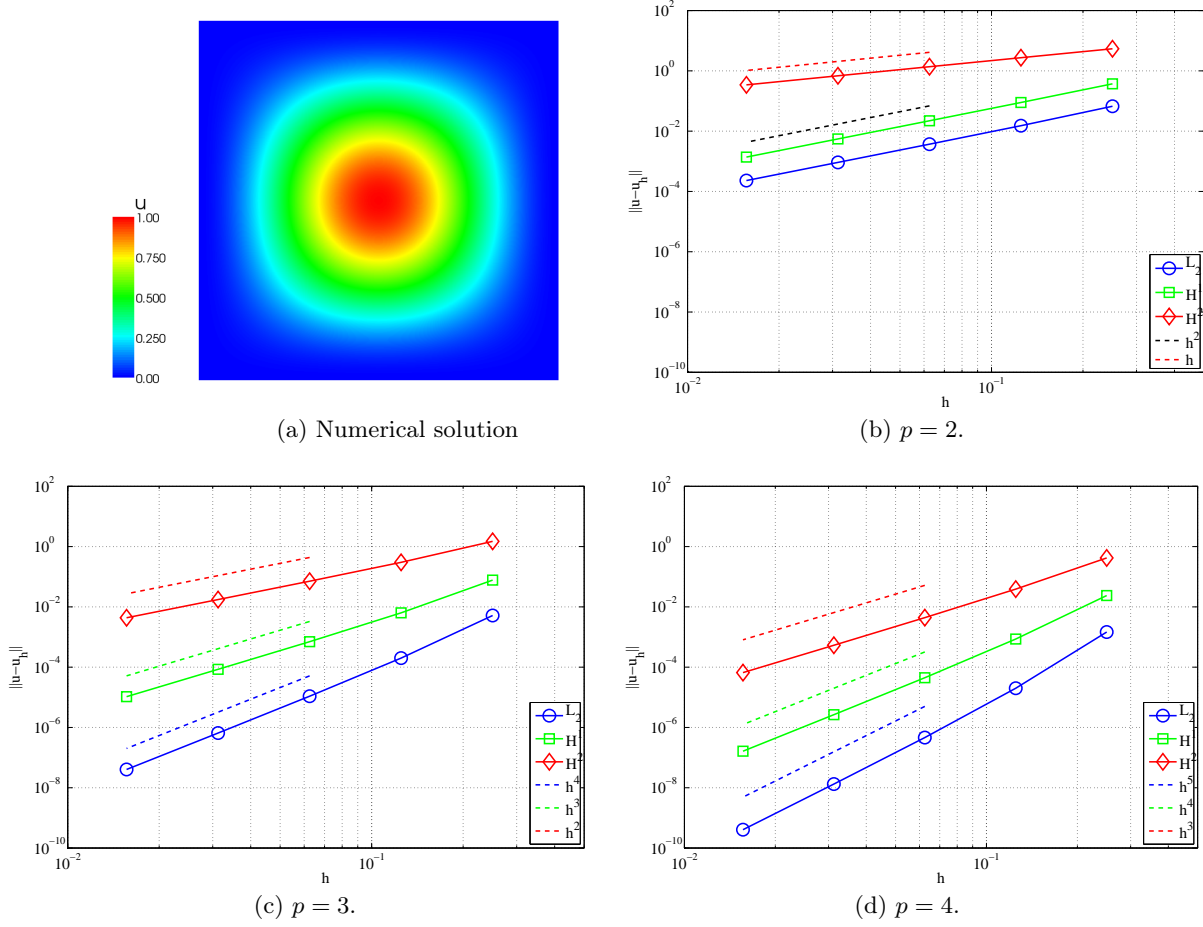 u
1.00
0.750
0.500
0.250
0.00
(a) Numerical solution
10^2
10^0
10^-2
10^-4
10^-6
10^-8
10^-10
||u−u_h||
10^-2
10^-1
h
L_2
H^1
H^2
h^2
h
(b) p = 2.
10^2
10^0
10^-2
10^-4
10^-6
10^-8
10^-10
||u−u_h||
10^-2
10^-1
h
L_2
H^1
H^2
h^4
h^3
h^2
(c) p = 3.
10^2
10^0
10^-2
10^-4
10^-6
10^-8
10^-10
||u−u_h||
10^-2
10^-1
h
L_2
H^1
H^2
h^5
h^4
h^3
(d) p = 4.